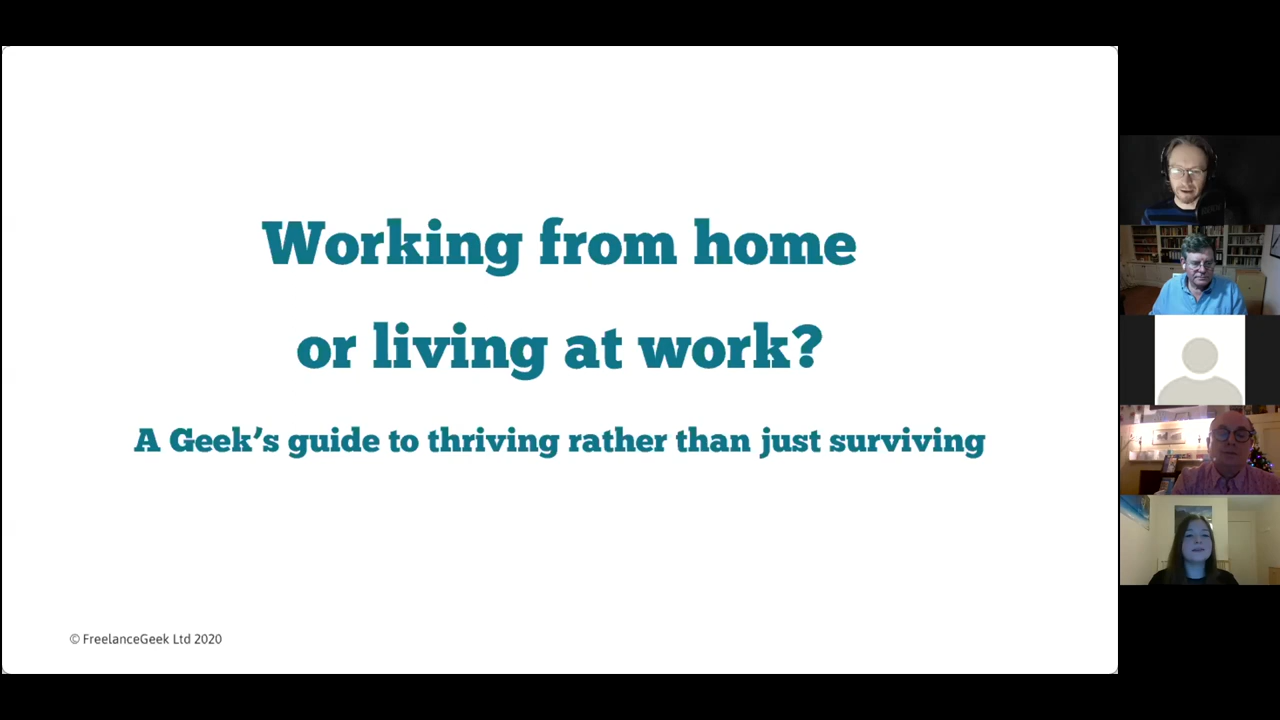 Working from home
or living at work?
A Geek’s guide to thriving rather than just surviving
© FreelanceGeek Ltd 2020